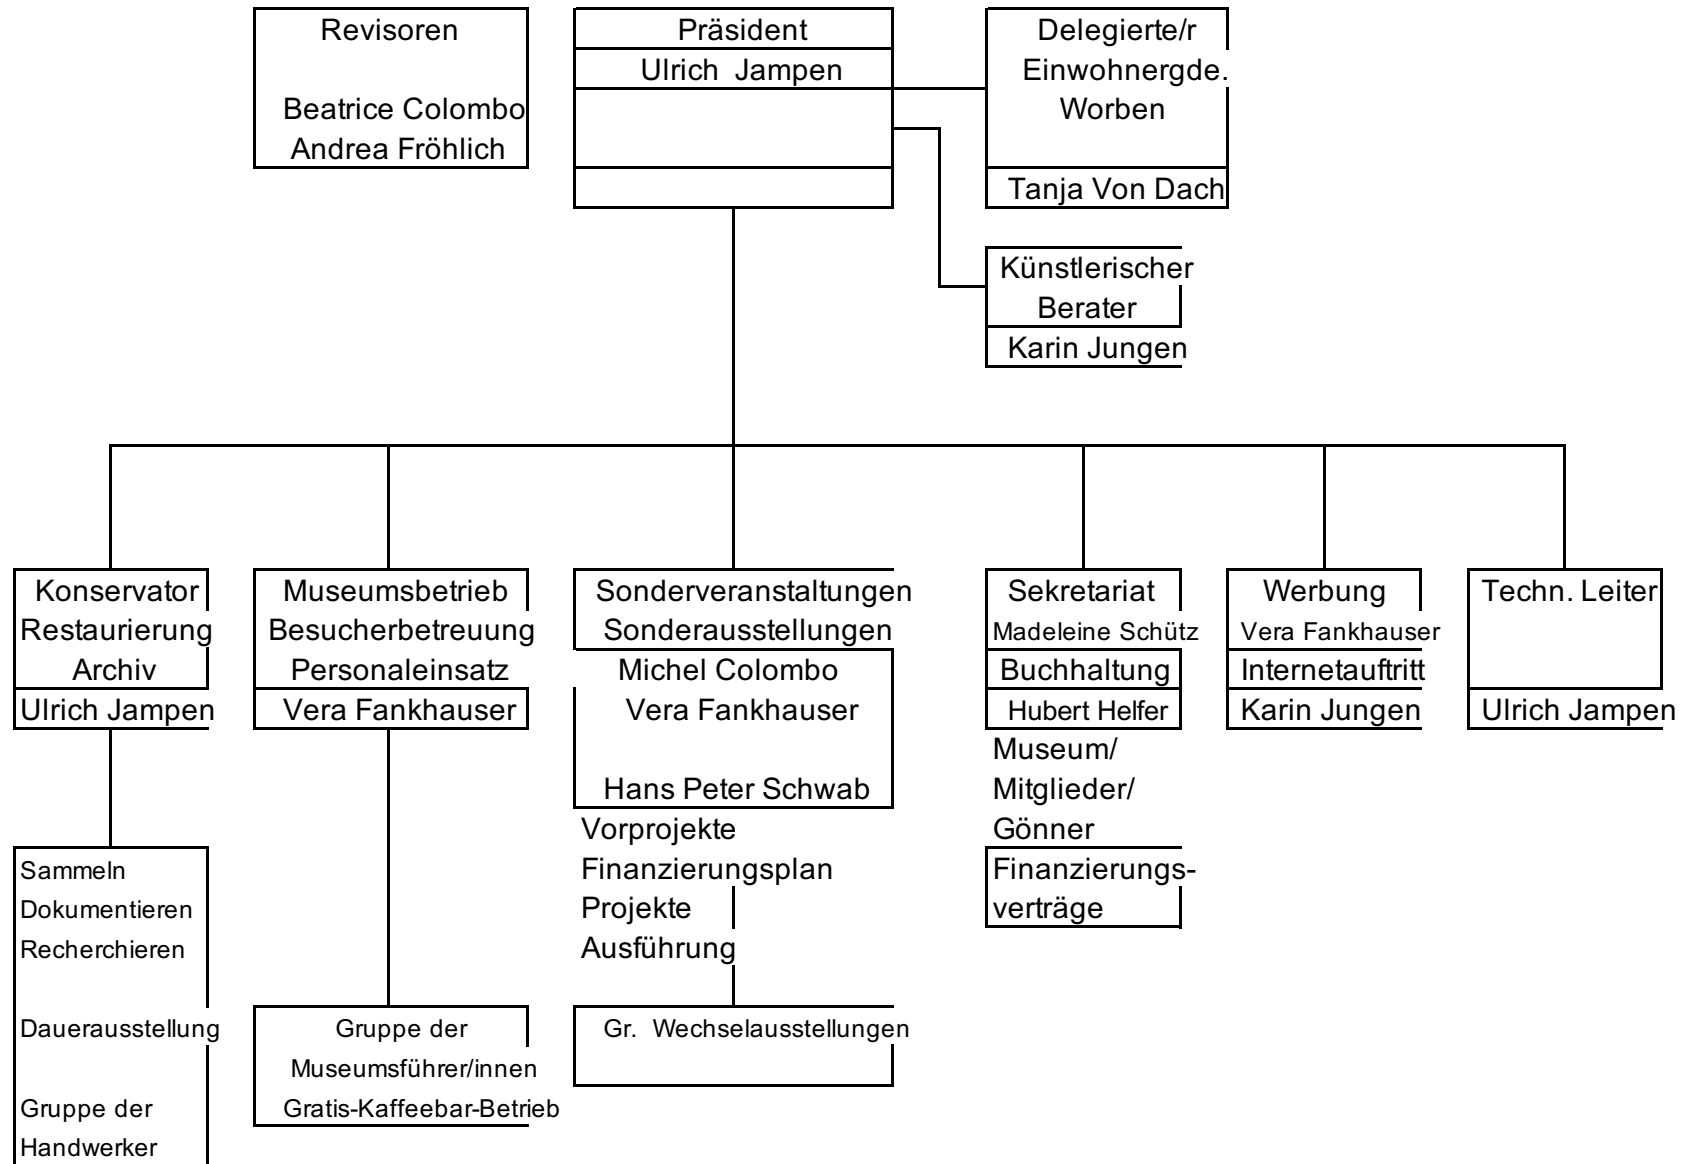 Revisoren
Beatrice Colombo
Andrea Fröhlich
Präsident
Ulrich Jampen
Delegierte/r
Einwohnergde.
Worben
Tanja Von Dach
Künstlerischer
Berater
Karin Jungen
Konservator
Restaurierung
Archiv
Ulrich Jampen
Sammeln
Dokumentieren
Recherchieren
Dauerausstellung
Gruppe der
Handwerker
Museumsbetrieb
Besucherbetreuung
Personaleinsatz
Vera Fankhauser
Gruppe der
Museumsführer/innen
Gratis-Kaffeebar-Betrieb
Sonderveranstaltungen
Sonderausstellungen
Michel Colombo
Vera Fankhauser
Hans Peter Schwab
Vorprojekte
Finanzierungsplan
Projekte
Ausführung
Gr. Wechselausstellungen
Sekretariat
Madeleine Schütz
Buchhaltung
Hubert Helfer
Museum/
Mitglieder/
Gönner
Finanzierungs-
verträge
Werbung
Vera Fankhauser
Internetauftritt
Karin Jungen
Techn. Leiter
Ulrich Jampen